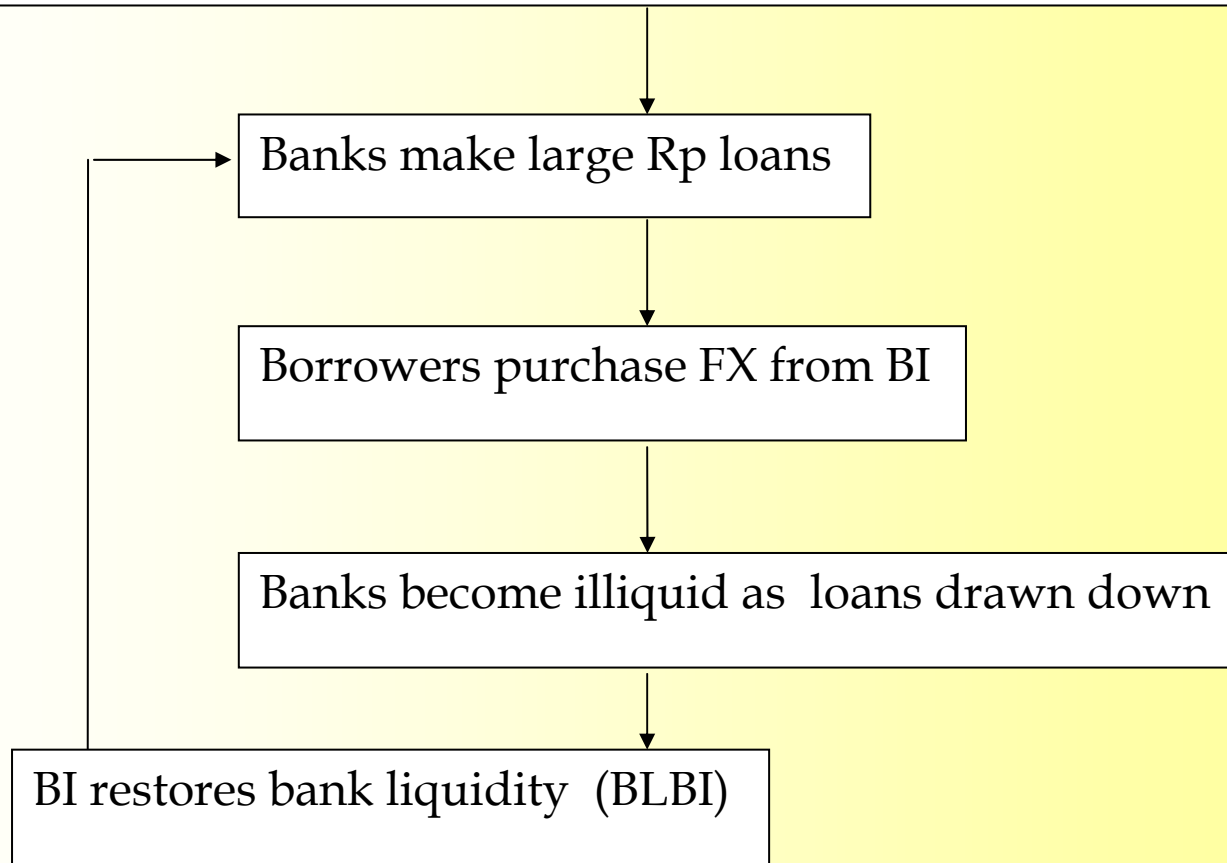 Banks make large Rp loans
Borrowers purchase FX from BI
Banks become illiquid as  loans drawn down
BI restores bank liquidity  (BLBI)